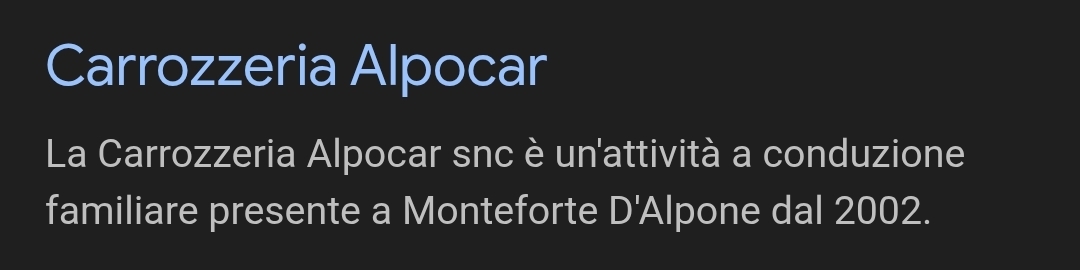 Carrozzeria Alpocar
La Carrozzeria Alpocar snc è un'attività a conduzione
familiare presente a Monteforte D'Alpone dal 2002.